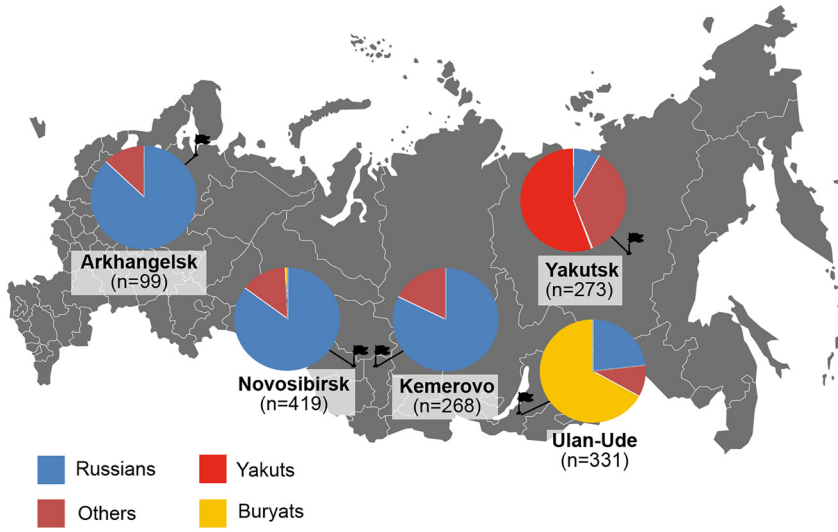 Arkhangelsk
(n=99)
Yakutsk
(n=273)
Novosibirsk
(n=419)
Kemerovo
(n=268)
Ulan-Ude
(n=331)
Russians
Yakuts
Others
Buryats